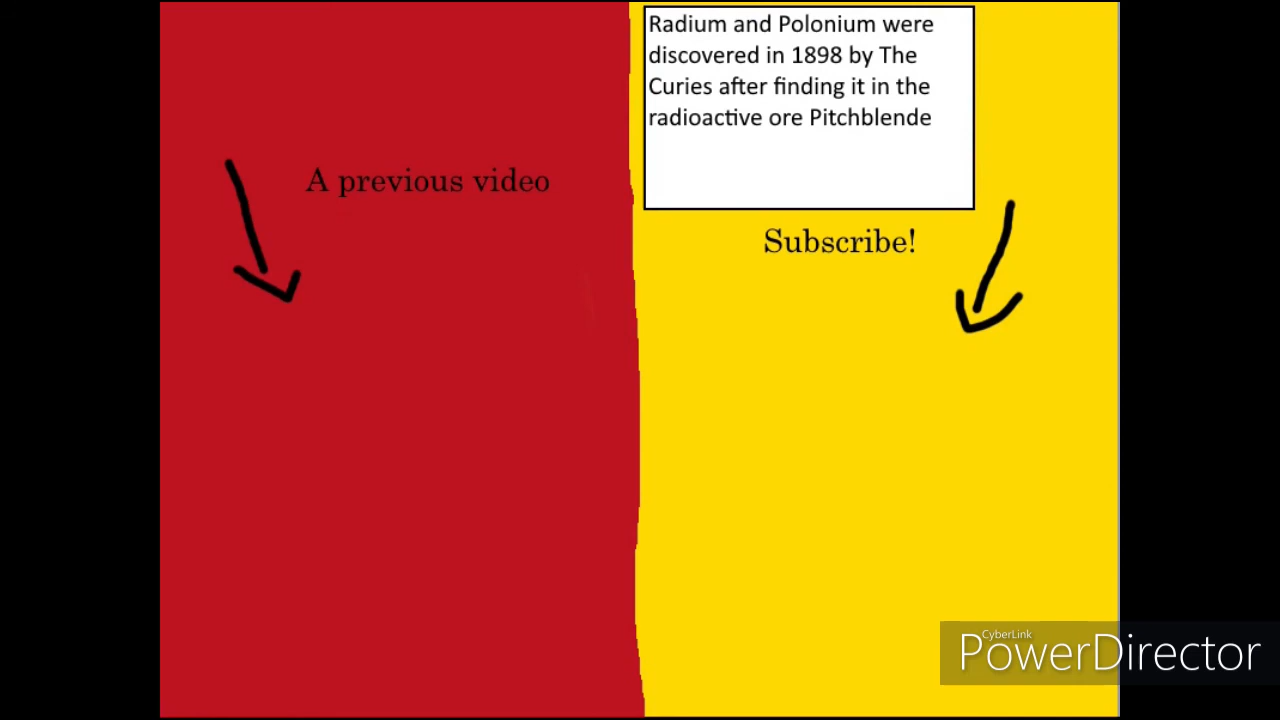 Radium and Polonium were
discovered in 1898 by The
Curies after finding it in the
radioactive ore Pitchblende
A previous video
Subscribe!
CyberLink
PowerDirector